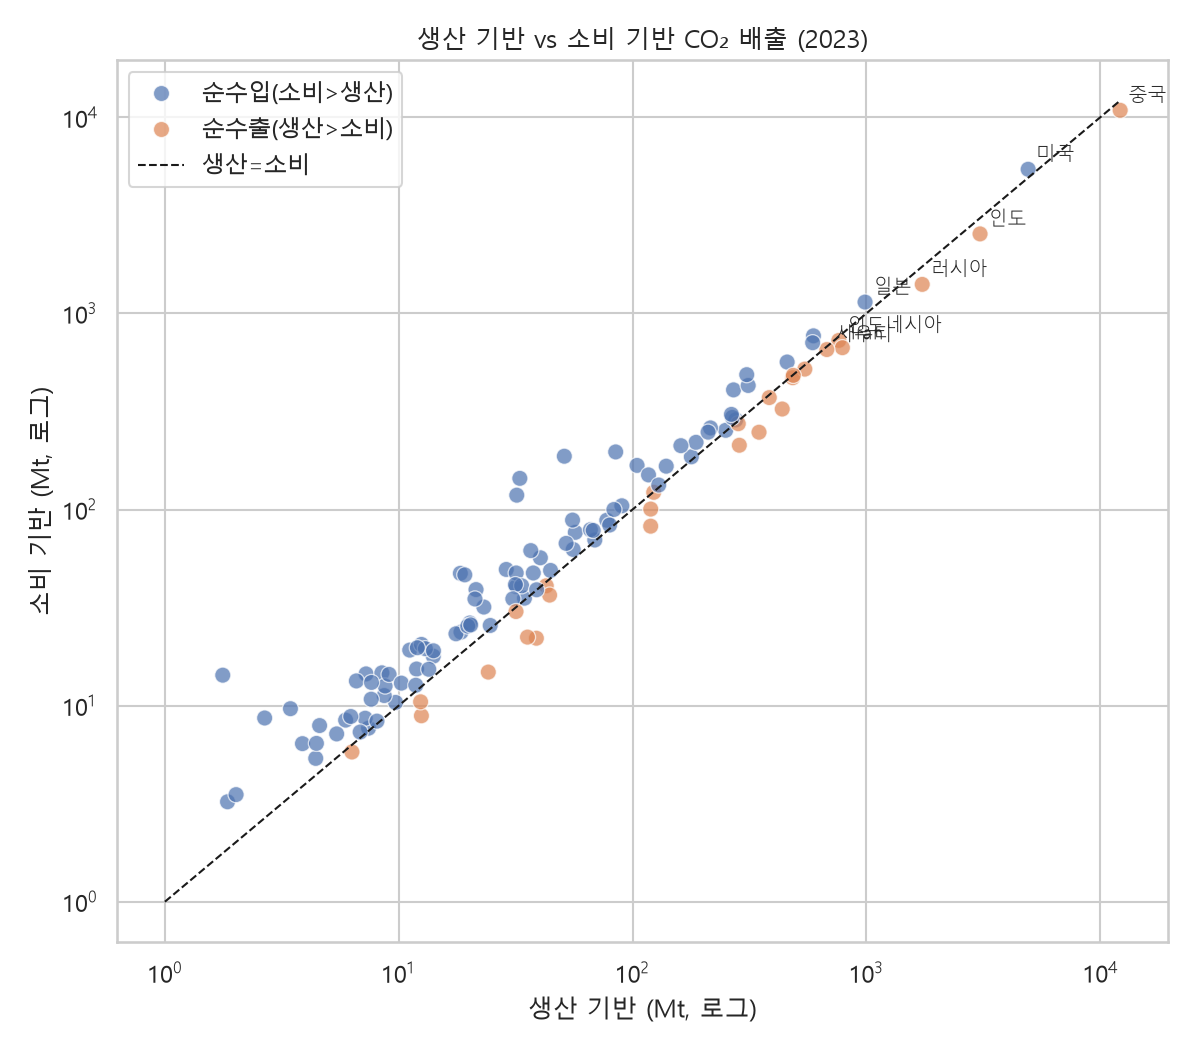 생산 기반 vs 소비 기반 CO₂ 배출 (2023)
순수입(소비>생산)
순수출(생산>소비)
생산=소비
중국
미국
인도
러시아
일본
인도네시아
소비 기반 (Mt, 로그)
10⁴
10³
10²
10¹
10⁰
10⁰
10¹
10²
10³
10⁴
생산 기반 (Mt, 로그)